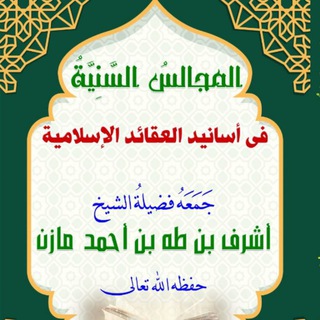 المجالسُ السَّنِيَّةُ
فى أسانيد العقائد الإسلامية
جَمَعَهُ فضيلةُ الشيخ
أشرف بن طه بن أحمد مازن
حفظه الله تعالى